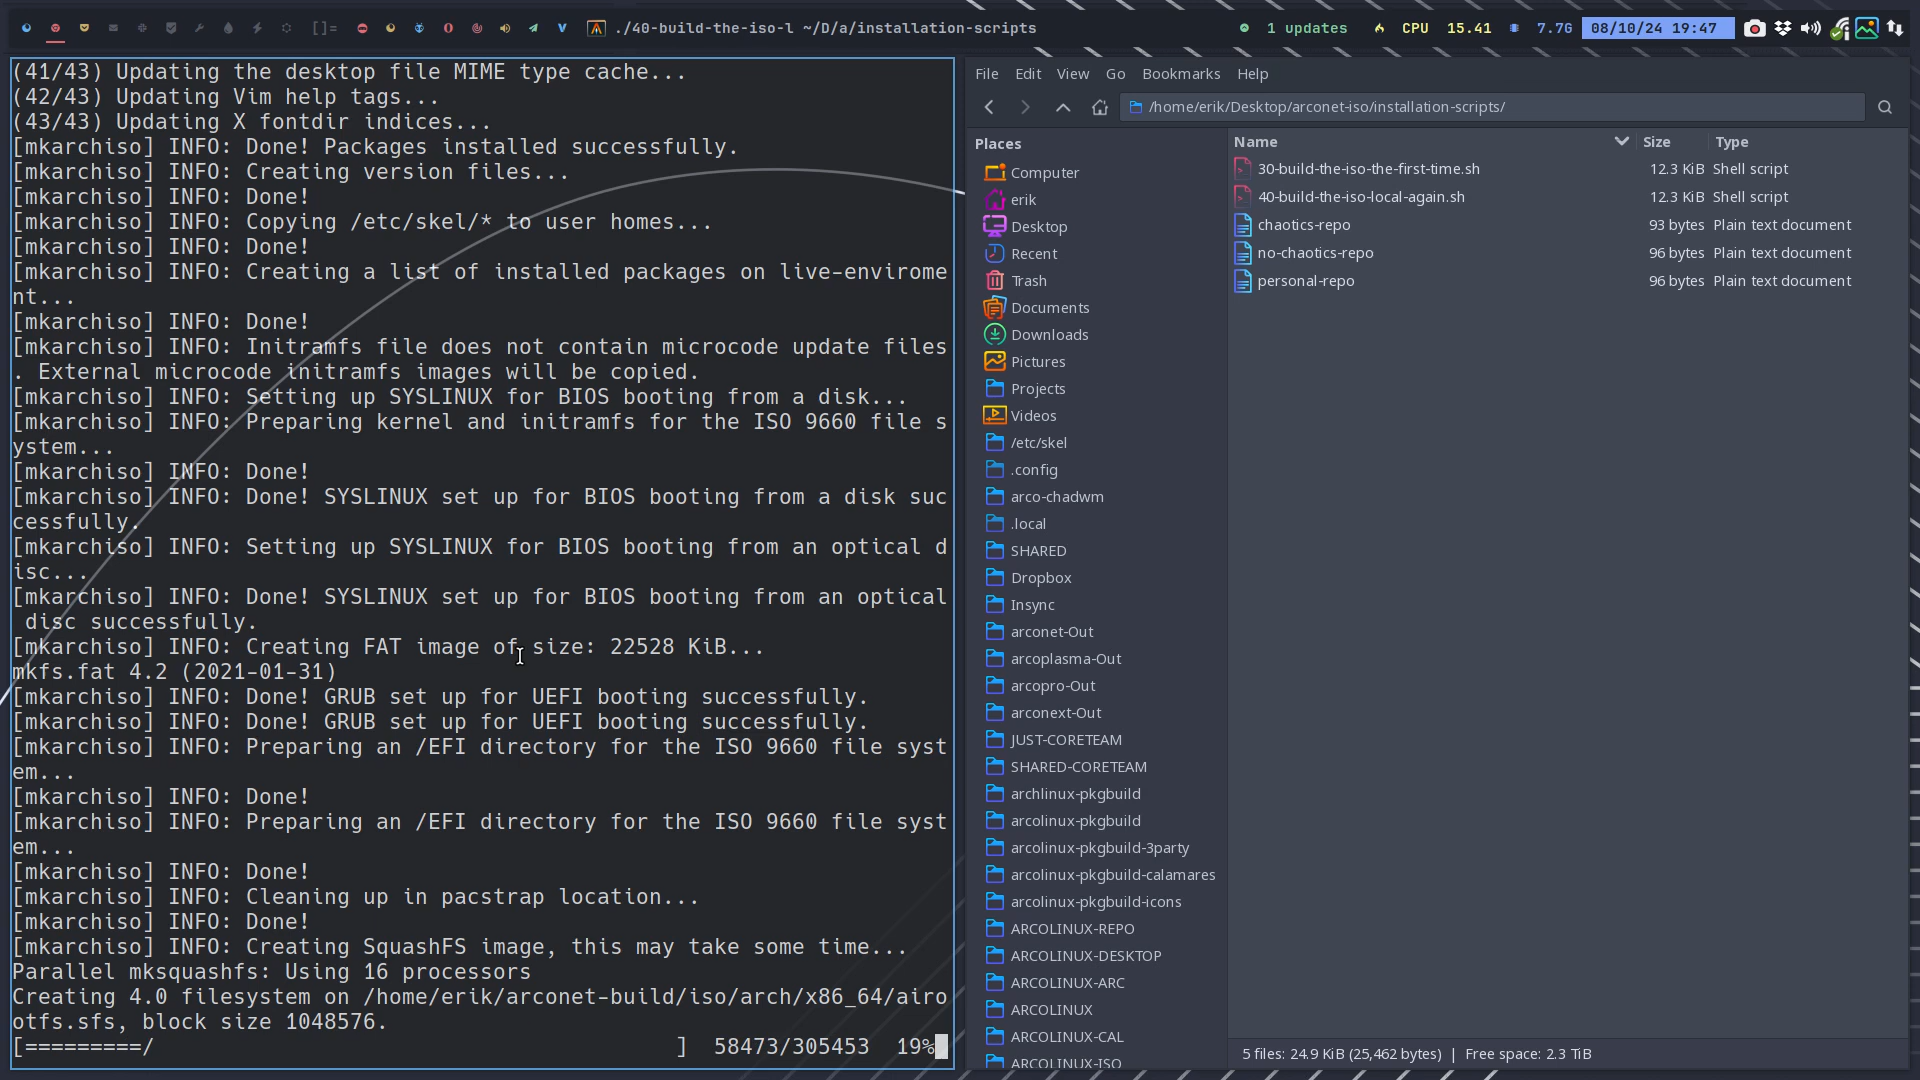 []=
./40-build-the-iso-l ~/D/a/installation-scripts
1 updates
CPU 15.41
7.7G
08/10/24 19:47
(41/43) Updating the desktop file MIME type cache...
(42/43) Updating Vim help tags...
(43/43) Updating X fontdir indices...
[mkarchiso] INFO: Done! Packages installed successfully.
[mkarchiso] INFO: Creating version files...
[mkarchiso] INFO: Done!
[mkarchiso] INFO: Copying /etc/skel/* to user homes...
[mkarchiso] INFO: Done!
[mkarchiso] INFO: Creating a list of installed packages on live-envirome
nt...
[mkarchiso] INFO: Done!
[mkarchiso] INFO: Initramfs file does not contain microcode update files
. External microcode initramfs images will be copied.
[mkarchiso] INFO: Setting up SYSLINUX for BIOS booting from a disk...
[mkarchiso] INFO: Preparing kernel and initramfs for the ISO 9660 file s
ystem...
[mkarchiso] INFO: Done!
[mkarchiso] INFO: Done! SYSLINUX set up for BIOS booting from a disk suc
cessfully.
[mkarchiso] INFO: Setting up SYSLINUX for BIOS booting from an optical d
isc...
[mkarchiso] INFO: Done! SYSLINUX set up for BIOS booting from an optical
 disc successfully.
[mkarchiso] INFO: Creating FAT image of size: 22528 KiB...
mkfs.fat 4.2 (2021-01-31)
[mkarchiso] INFO: Done! GRUB set up for UEFI booting successfully.
[mkarchiso] INFO: Done! GRUB set up for UEFI booting successfully.
[mkarchiso] INFO: Preparing an /EFI directory for the ISO 9660 file syst
em...
[mkarchiso] INFO: Done!
[mkarchiso] INFO: Preparing an /EFI directory for the ISO 9660 file syst
em...
[mkarchiso] INFO: Done!
[mkarchiso] INFO: Cleaning up in pacstrap location...
[mkarchiso] INFO: Done!
[mkarchiso] INFO: Creating SquashFS image, this may take some time...
Parallel mksquashfs: Using 16 processors
Creating 4.0 filesystem on /home/erik/arconet-build/iso/arch/x86_64/airo
otfs.sfs, block size 1048576.
[=========/ ] 58473/305453 19%
File Edit View Go Bookmarks Help
/home/erik/Desktop/arconet-iso/installation-scripts/
Places
Computer
erik
Desktop
Recent
Trash
Documents
Downloads
Pictures
Projects
Videos
/etc/skel
.config
arco-chadwm
.local
SHARED
Dropbox
Insync
arconet-Out
arcoplasma-Out
arcopro-Out
arconext-Out
JUST-CORETEAM
SHARED-CORETEAM
archlinux-pkgbuild
arcolinux-pkgbuild
arcolinux-pkgbuild-3party
arcolinux-pkgbuild-calamares
arcolinux-pkgbuild-icons
ARCOLINUX-REPO
ARCOLINUX-DESKTOP
ARCOLINUX-ARC
ARCOLINUX
ARCOLINUX-CAL
ARCOLINUX-ISO
Name Size Type
30-build-the-iso-the-first-time.sh 12.3 KiB Shell script
40-build-the-iso-local-again.sh 12.3 KiB Shell script
chaotics-repo 93 bytes Plain text document
no-chaotics-repo 96 bytes Plain text document
personal-repo 96 bytes Plain text document
5 files: 24.9 KiB (25,462 bytes) | Free space: 2.3 TiB